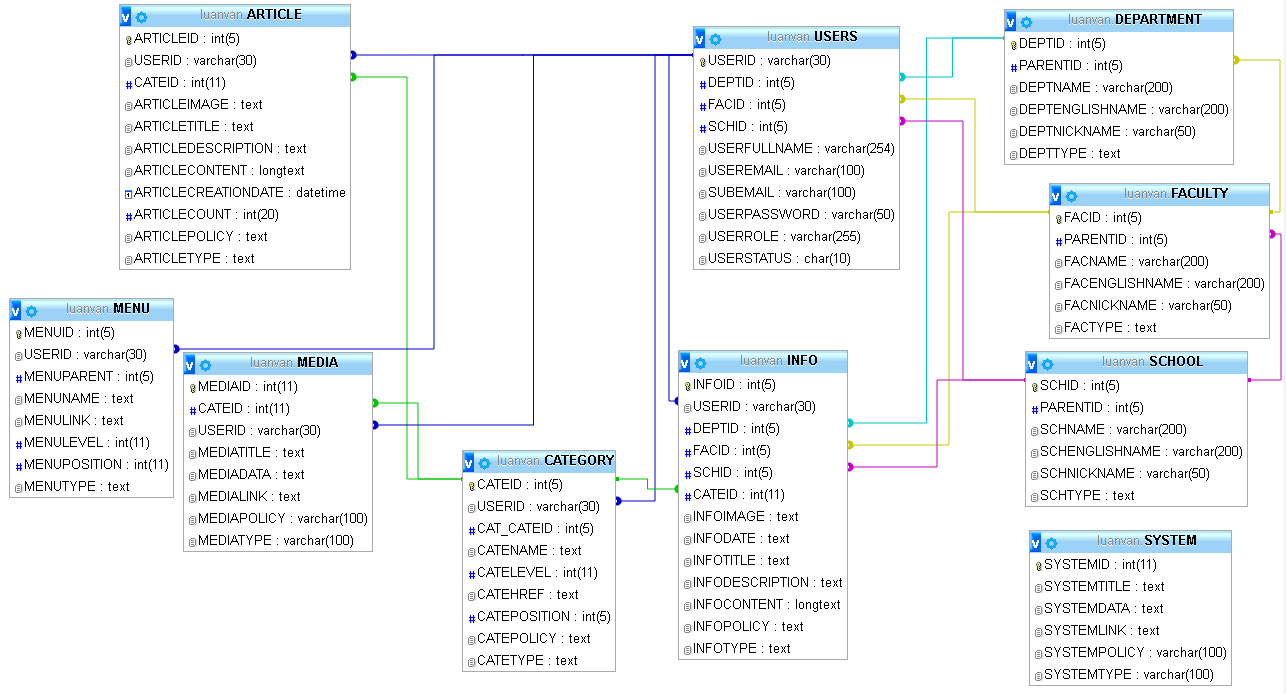 luanvan.ARTICLE
ARTICLEID : int(5)
USERID : varchar(30)
CATEID : int(11)
ARTICLEIMAGE : text
ARTICLETITLE : text
ARTICLEDESCRIPTION : text
ARTICLECONTENT : longtext
ARTICLECREATIONDATE : datetime
ARTICLECOUNT : int(20)
ARTICLEPOLICY : text
ARTICLETYPE : text
luanvan.USERS
USERID : varchar(30)
DEPTID : int(5)
FACID : int(5)
SCHID : int(5)
USERFULLNAME : varchar(254)
USEREMAIL : varchar(100)
SUBEMAIL : varchar(100)
USERPASSWORD : varchar(50)
USERROLE : varchar(255)
USERSTATUS : char(10)
luanvan.DEPARTMENT
DEPTID : int(5)
PARENTID : int(5)
DEPTNAME : varchar(200)
DEPTENGLISHNAME : varchar(200)
DEPTNICKNAME : varchar(50)
DEPTTYPE : text
luanvan.FACULTY
FACID : int(5)
PARENTID : int(5)
FACNAME : varchar(200)
FACENGLISHNAME : varchar(200)
FACNICKNAME : varchar(50)
FACTYPE : text
luanvan.MENU
MENUID : int(5)
USERID : varchar(30)
MENUPARENT : int(5)
MENUNAME : text
MENULINK : text
MENULEVEL : int(11)
MENUPOSITION : int(11)
MENUTYPE : text
luanvan.MEDIA
MEDIAID : int(11)
CATEID : int(11)
USERID : varchar(30)
MEDIATITLE : text
MEDIADATA : text
MEDIALINK : text
MEDIAPOLICY : varchar(100)
MEDIATYPE : varchar(100)
luanvan.CATEGORY
CATEID : int(5)
USERID : varchar(30)
CAT_CATEID : int(5)
CATENAME : text
CATELEVEL : int(11)
CATEHREF : text
CATEPOSITION : int(5)
CATEPOLICY : text
CATETYPE : text
luanvan.INFO
INFOID : int(5)
USERID : varchar(30)
DEPTID : int(5)
FACID : int(5)
SCHID : int(5)
CATEID : int(11)
INFOIMAGE : text
INFODATE : text
INFOTITLE : text
INFODESCRIPTION : text
INFOCONTENT : longtext
INFOPOLICY : text
INFOTYPE : text
luanvan.SCHOOL
SCHID : int(5)
PARENTID : int(5)
SCHNAME : varchar(200)
SCHENGLISHNAME : varchar(200)
SCHNICKNAME : varchar(50)
SCHTYPE : text
luanvan.SYSTEM
SYSTEMID : int(11)
SYSTEMTITLE : text
SYSTEMDATA : text
SYSTEMLINK : text
SYSTEMPOLICY : varchar(100)
SYSTEMTYPE : varchar(100)